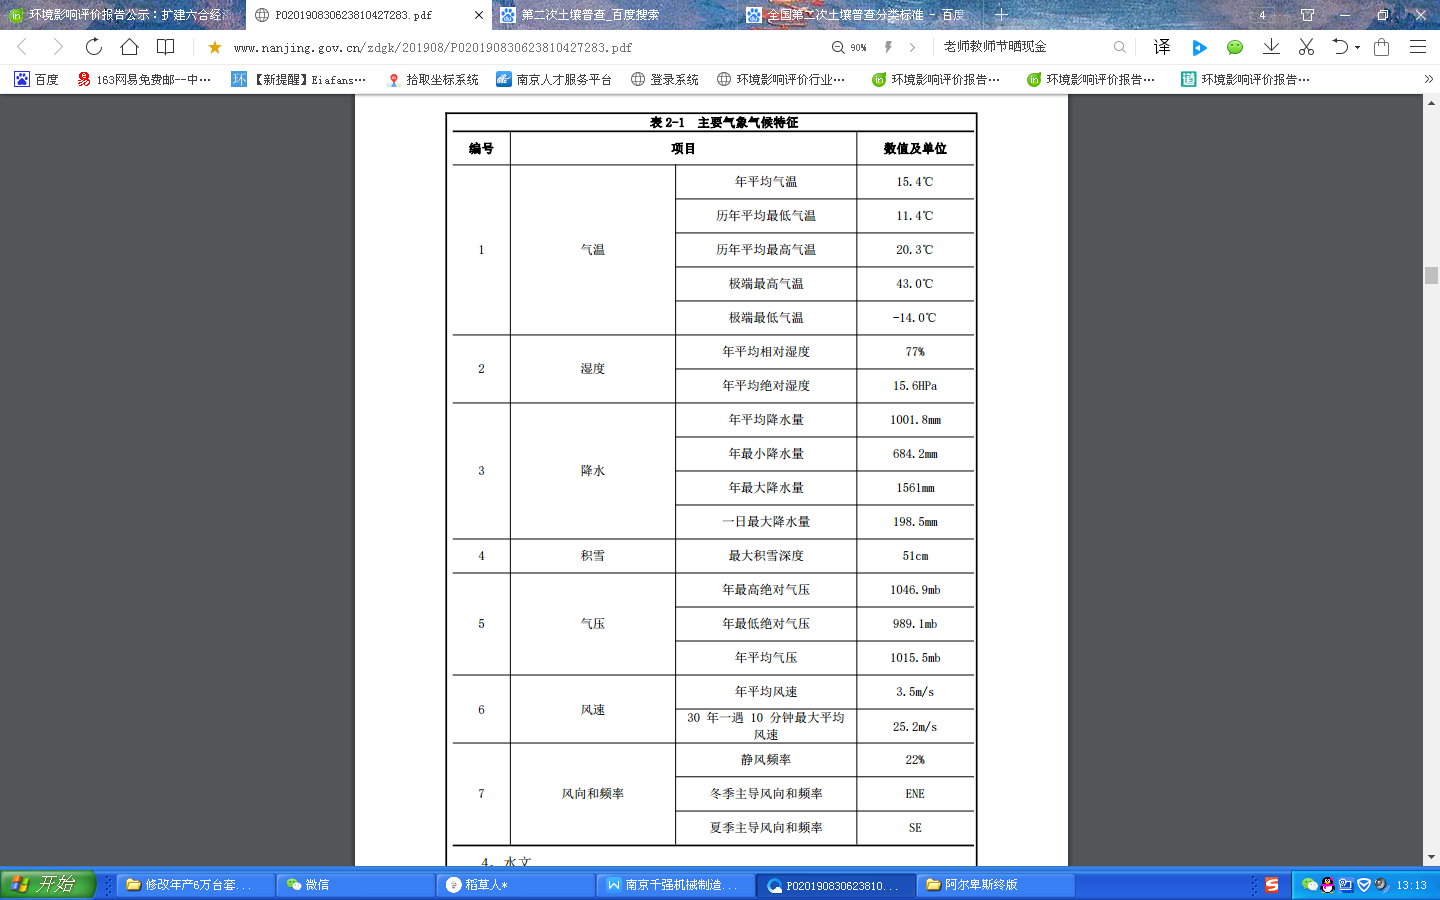 环境影响评价报告公示：扩建六合经
P020190830623810427283.pdf
第二次土壤普查_百度搜索
全国第二次土壤普查分类标准 - 百度
4
www.nanjing.gov.cn/zdgk/201908/P020190830623810427283.pdf
90%
老师教师节晒现金
译
百度
163网易免费邮--中…
【新提醒】Eiafans…
拾取坐标系统
南京人才服务平台
登录系统
环境影响评价行业…
环境影响评价报告…
环境影响评价报告…
环境影响评价报告…
表 2-1 主要气象气候特征
编号 项目 数值及单位
1 气温 年平均气温 15.4℃
历年平均最低气温 11.4℃
历年平均最高气温 20.3℃
极端最高气温 43.0℃
极端最低气温 -14.0℃
2 湿度 年平均相对湿度 77%
年平均绝对湿度 15.6HPa
3 降水 年平均降水量 1001.8mm
年最小降水量 684.2mm
年最大降水量 1561mm
一日最大降水量 198.5mm
4 积雪 最大积雪深度 51cm
5 气压 年最高绝对气压 1046.9mb
年最低绝对气压 989.1mb
年平均气压 1015.5mb
6 风速 年平均风速 3.5m/s
30 年一遇 10 分钟最大平均
风速 25.2m/s
7 风向和频率 静风频率 22%
冬季主导风向和频率 ENE
夏季主导风向和频率 SE
4、水文
开始
修改年产6万台套...
微信
稻草人*
南京千强机械制造...
P020190830623810...
阿尔卑斯终版
13:13